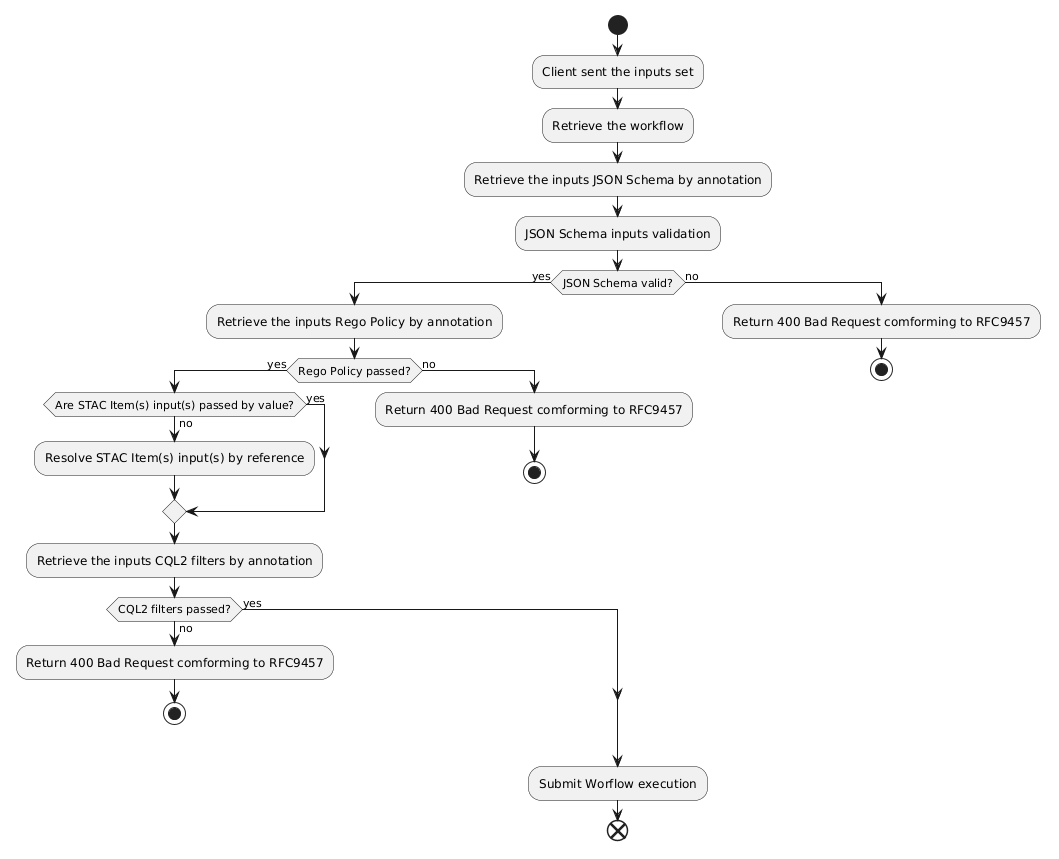 Client sent the inputs set
Retrieve the workflow
Retrieve the inputs JSON Schema by annotation
JSON Schema inputs validation
yes
JSON Schema valid?
no
Retrieve the inputs Rego Policy by annotation
Return 400 Bad Request comforming to RFC9457
yes
Rego Policy passed?
no
Are STAC Item(s) input(s) passed by value?
yes
no
Return 400 Bad Request comforming to RFC9457
Resolve STAC Item(s) input(s) by reference
Retrieve the inputs CQL2 filters by annotation
CQL2 filters passed?
yes
no
Return 400 Bad Request comforming to RFC9457
Submit Worflow execution